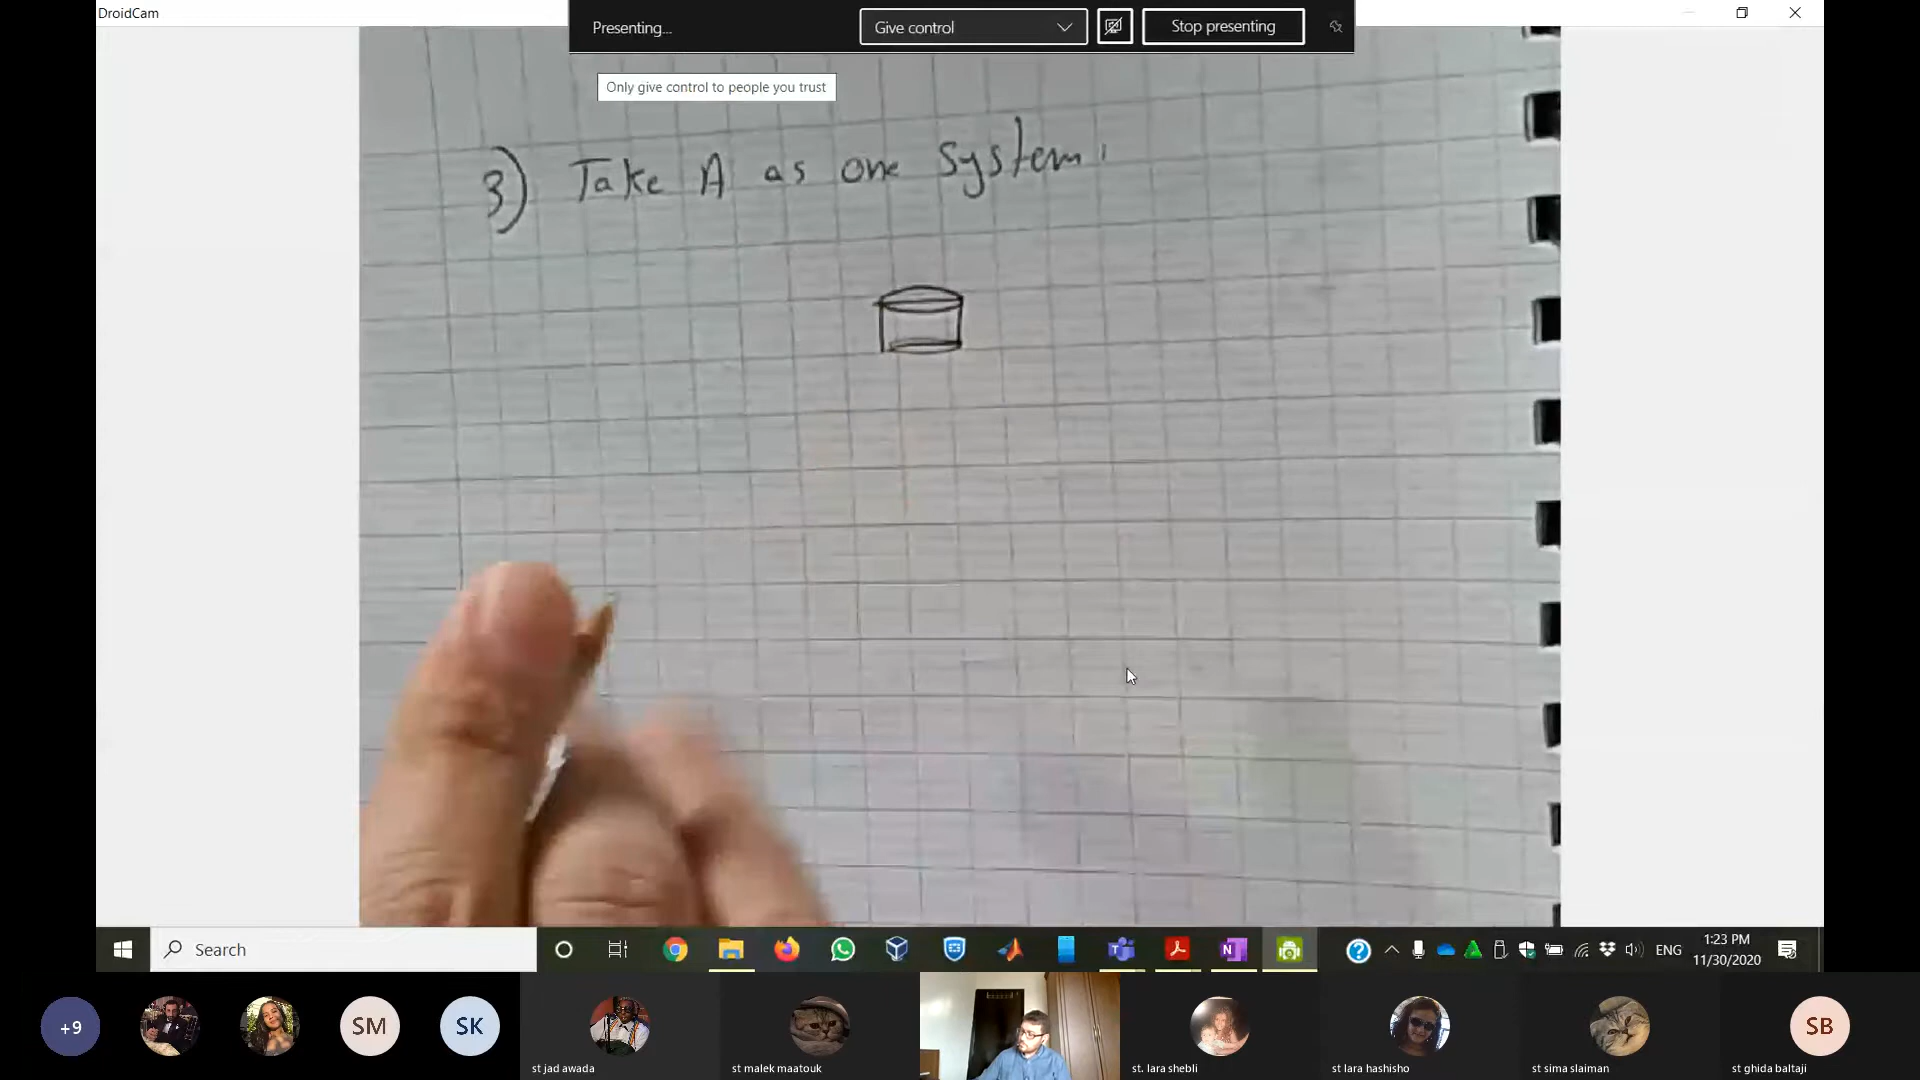 DroidCam
Presenting...
Give control
Stop presenting
Only give control to people you trust
3) Take A as one system.
Search
ENG
1:23 PM
11/30/2020
+9
SM
SK
st jad awada
st malek maatouk
st. lara shebli
st lara hashisho
st sima slaiman
SB
st ghida baltaji